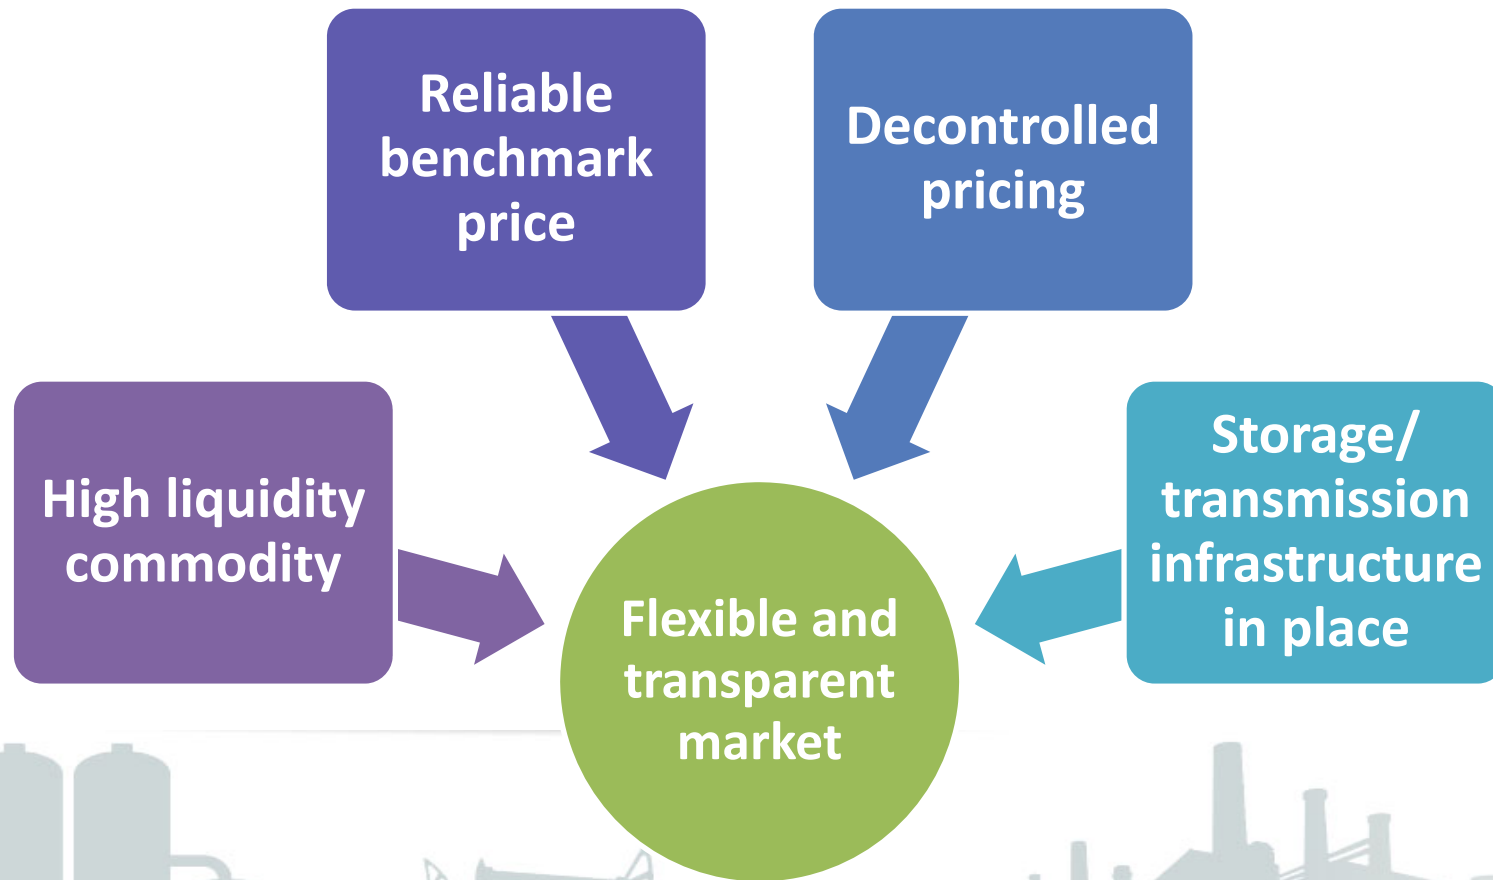 Reliable
benchmark
price
Decontrolled
pricing
High liquidity
commodity
Storage/
transmission
infrastructure
in place
Flexible and
transparent
market